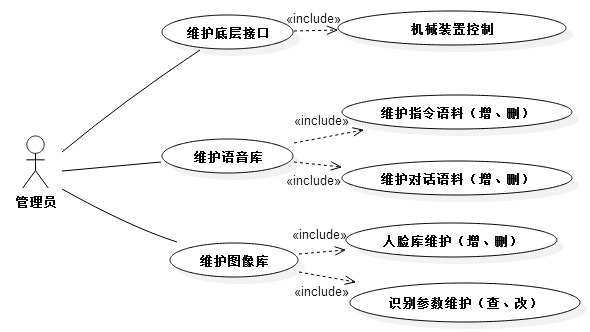 维护底层接口
«include»
机械装置控制
«include»
维护指令语料（增、删）
维护语音库
«include»
维护对话语料（增、删）
管理员
«include»
人脸库维护（增、删）
维护图像库
«include»
识别参数维护（查、改）